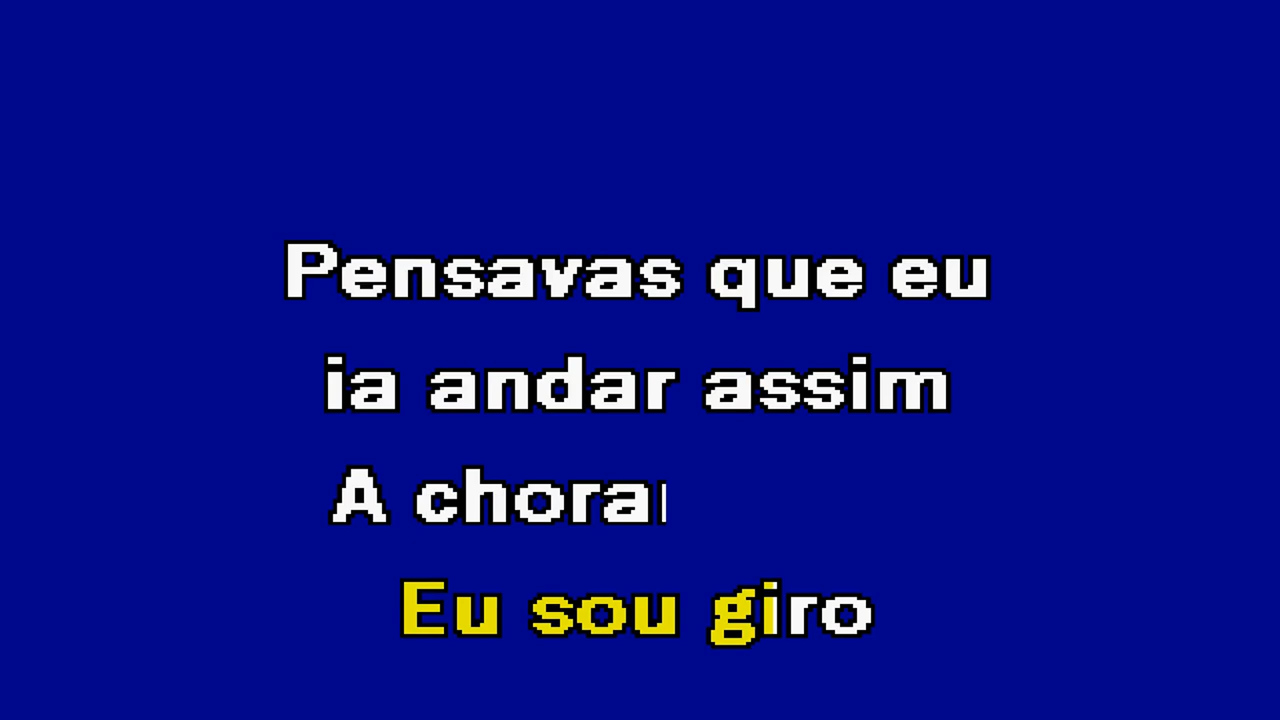 Pensavas que eu
ia andar assim
A chora
Eu sou giro